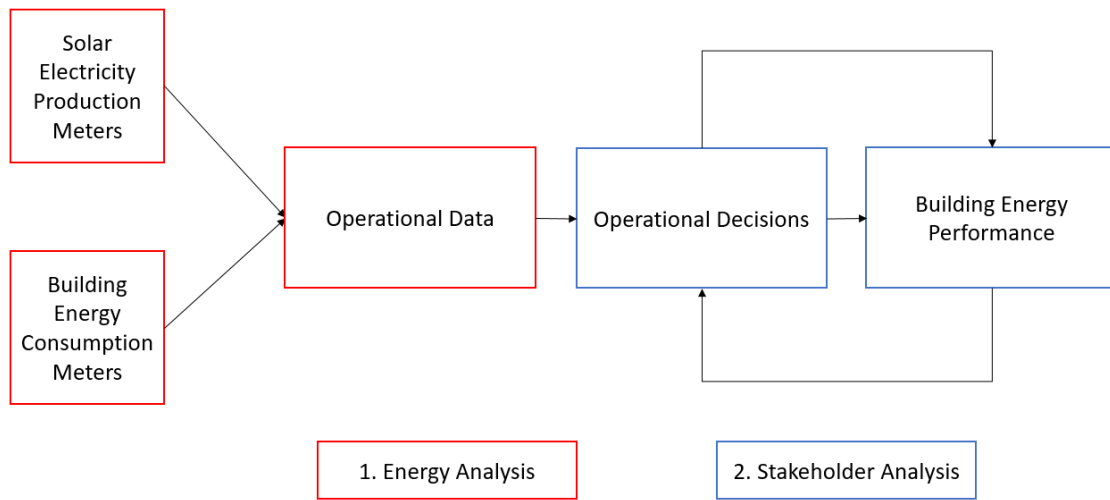 Solar
Electricity
Production
Meters
Building
Energy
Consumption
Meters
Operational Data
Operational Decisions
Building Energy
Performance
1. Energy Analysis
2. Stakeholder Analysis